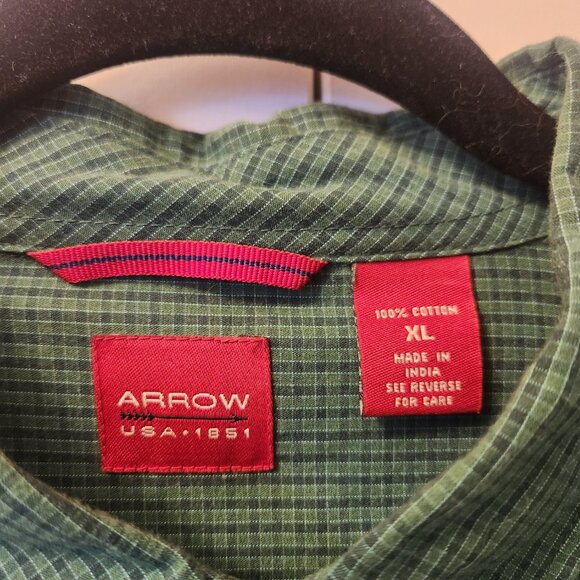 ARROW
USA • 1851
100% COTTON
XL
MADE IN
INDIA
SEE REVERSE
FOR CARE